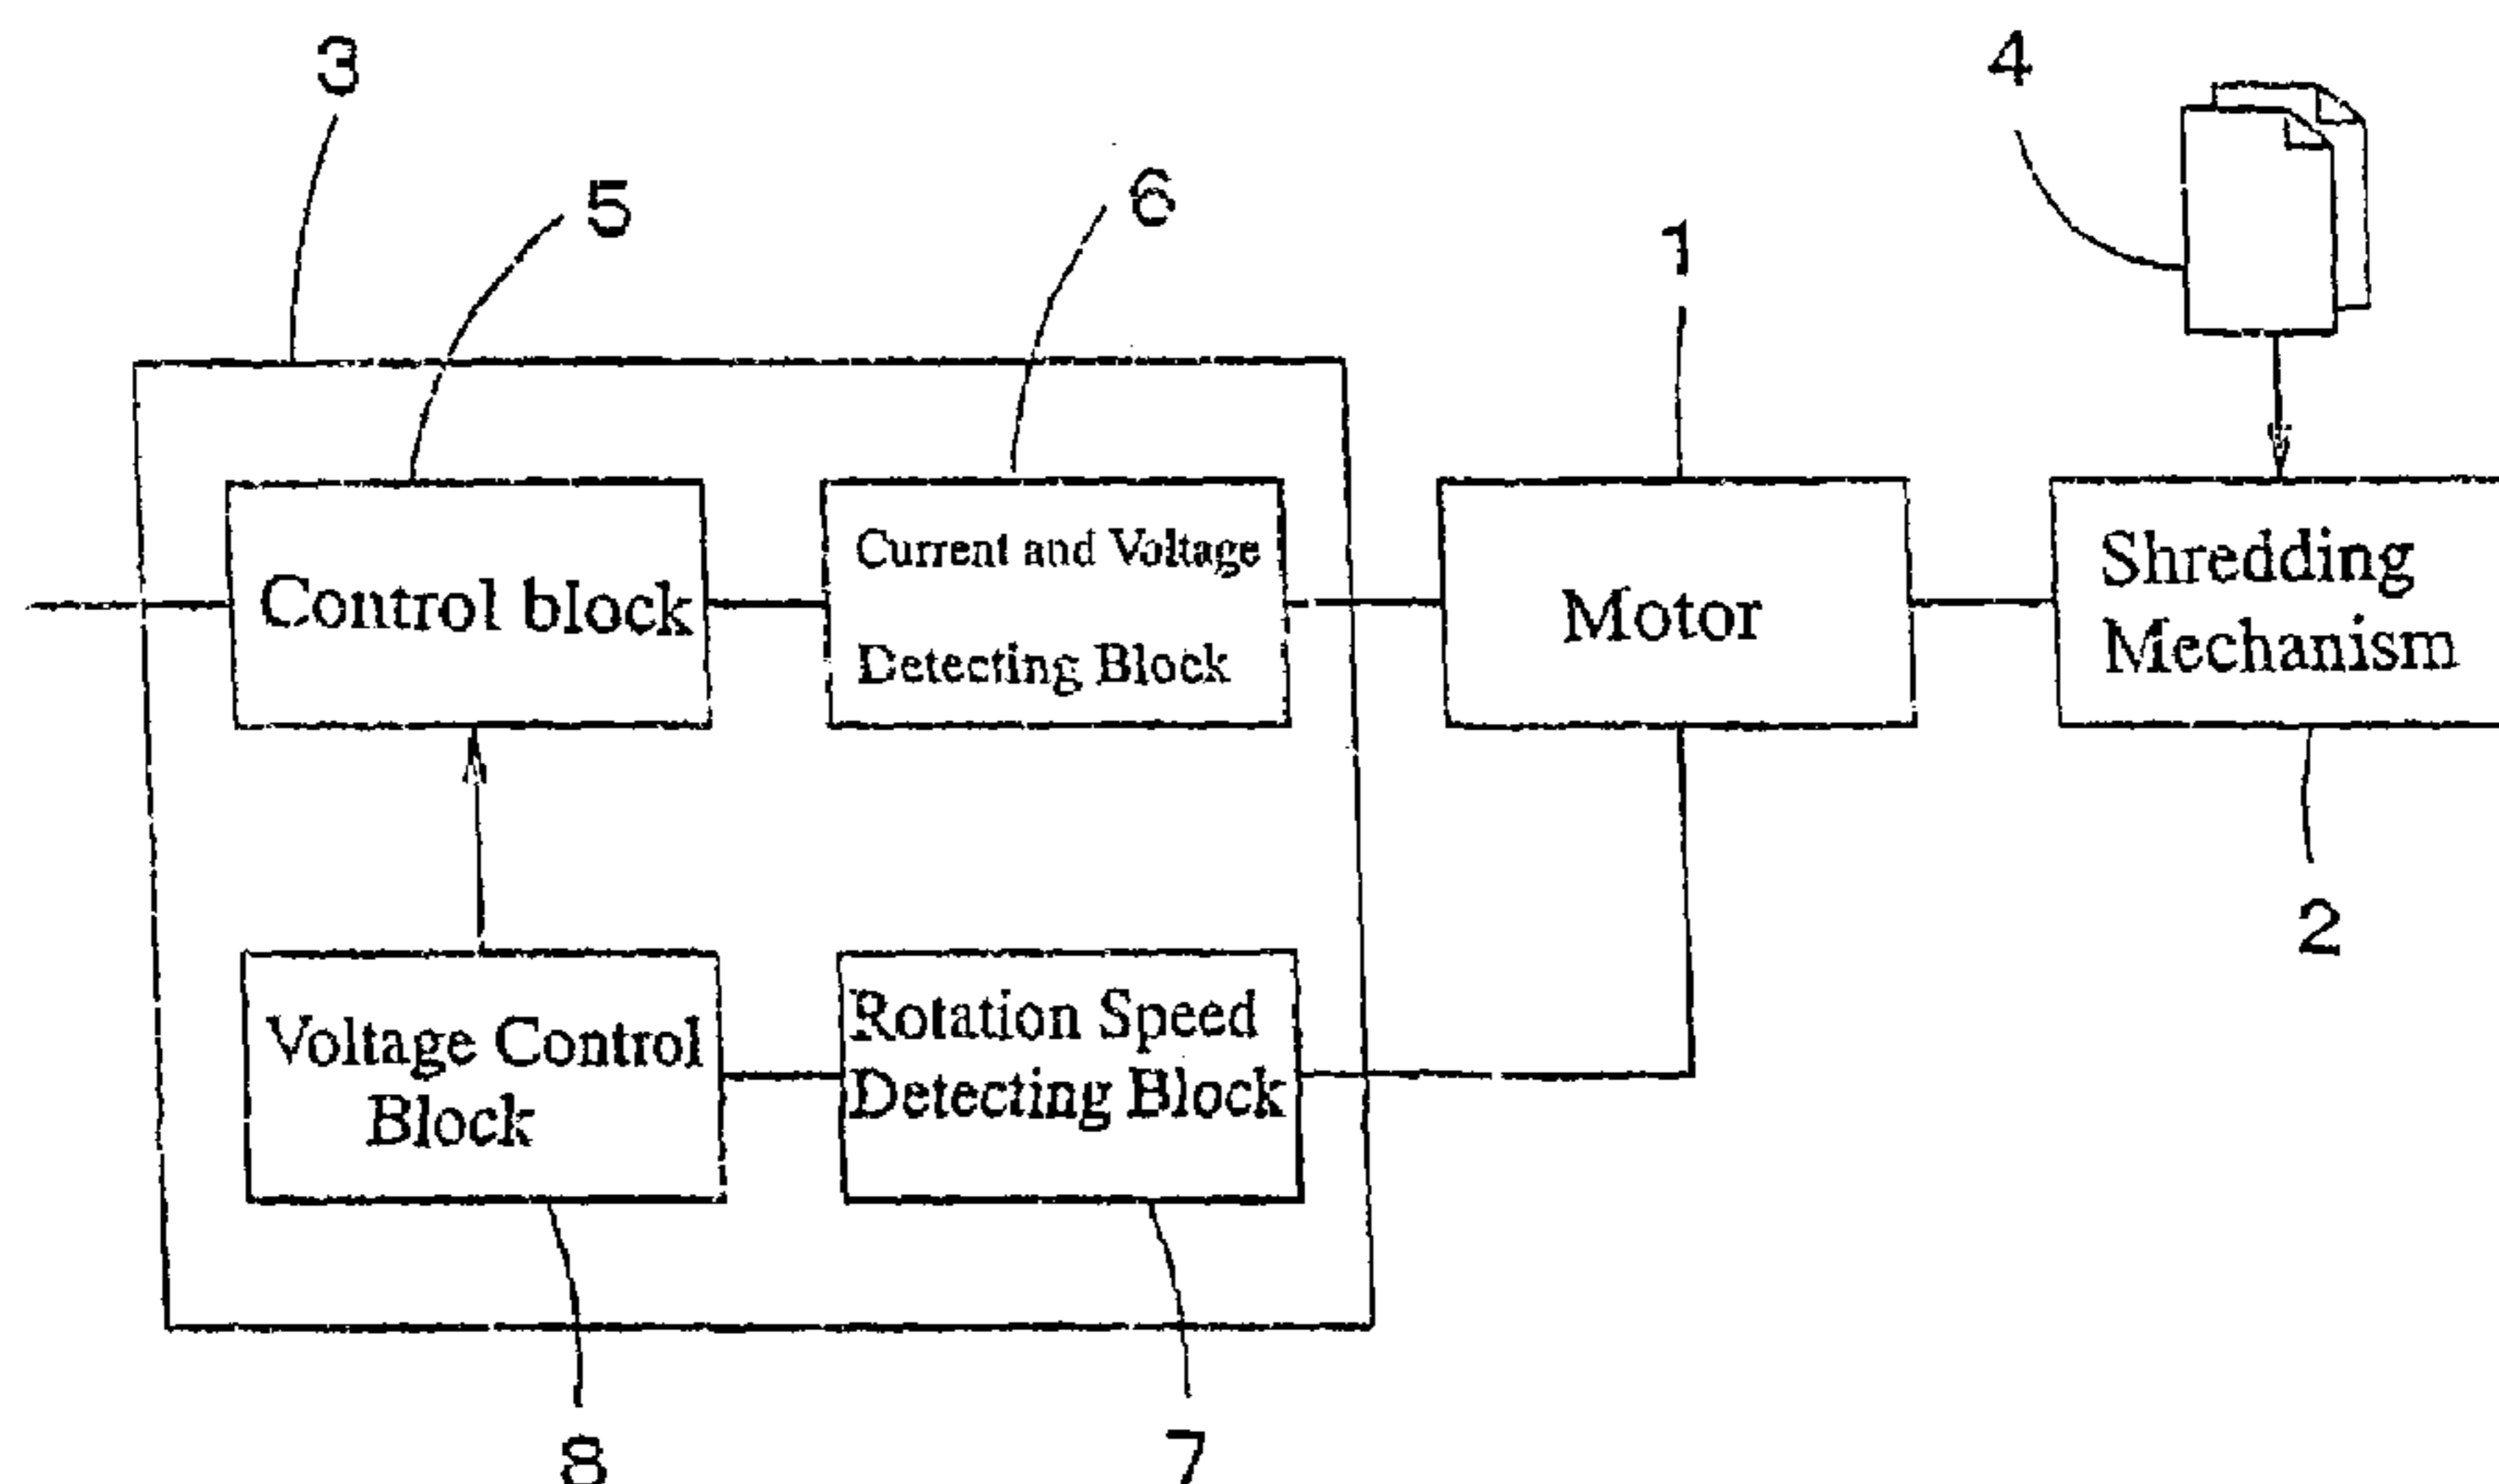 3
4
5
6
1
Control block
Current and Voltage
Detecting Block
Motor
Shredding
Mechanism
2
Voltage Control
Block
Rotation Speed
Detecting Block
8
7